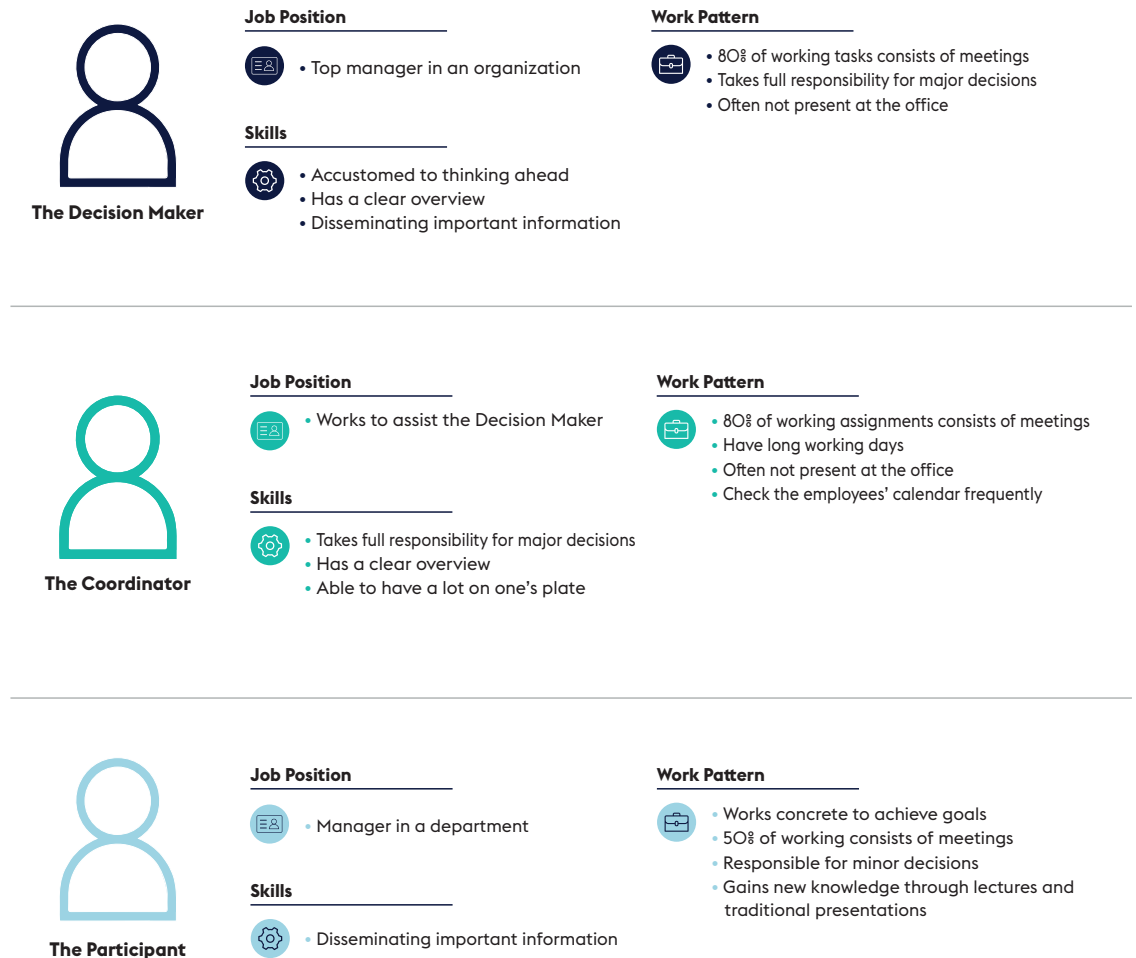 Job Position
• Top manager in an organization
Skills
• Accustomed to thinking ahead
• Has a clear overview
• Disseminating important information
Work Pattern
• 80% of working tasks consists of meetings
• Takes full responsibility for major decisions
• Often not present at the office
The Decision Maker
Job Position
• Works to assist the Decision Maker
Skills
• Takes full responsibility for major decisions
• Has a clear overview
• Able to have a lot on one's plate
Work Pattern
• 80% of working assignments consists of meetings
• Have long working days
• Often not present at the office
• Check the employees' calendar frequently
The Coordinator
Job Position
• Manager in a department
Skills
• Disseminating important information
Work Pattern
• Works concrete to achieve goals
• 50% of working consists of meetings
• Responsible for minor decisions
• Gains new knowledge through lectures and
traditional presentations
The Participant